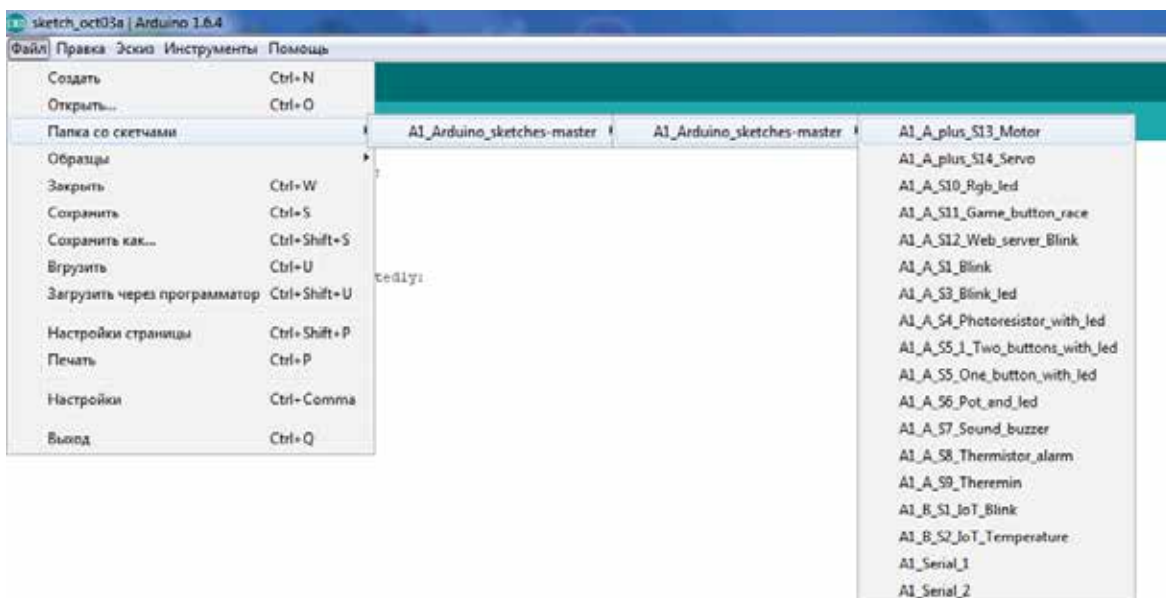 sketch_oct03a | Arduino 1.6.4
Файл Правка Эскиз Инструменты Помощь
Создать Ctrl+N
Открыть... Ctrl+O
Папка со скетчами
Образцы
Закрыть Ctrl+W
Сохранить Ctrl+S
Сохранить как... Ctrl+Shift+S
Вгрузить Ctrl+U
Загрузить через программатор Ctrl+Shift+U
Настройки страницы Ctrl+Shift+P
Печать Ctrl+P
Настройки Ctrl+Comma
Выход Ctrl+Q
:
tedly:
A1_Arduino_sketches-master
A1_Arduino_sketches-master
A1_A_plus_S13_Motor
A1_A_plus_S14_Servo
A1_A_S10_Rgb_led
A1_A_S11_Game_button_race
A1_A_S12_Web_server_Blink
A1_A_S1_Blink
A1_A_S3_Blink_led
A1_A_S4_Photoresistor_with_led
A1_A_S5_1_Two_buttons_with_led
A1_A_S5_One_button_with_led
A1_A_S6_Pot_and_led
A1_A_S7_Sound_buzzer
A1_A_S8_Thermistor_alarm
A1_A_S9_Theremin
A1_B_S1_IoT_Blink
A1_B_S2_IoT_Temperature
A1_Serial_1
A1_Serial_2